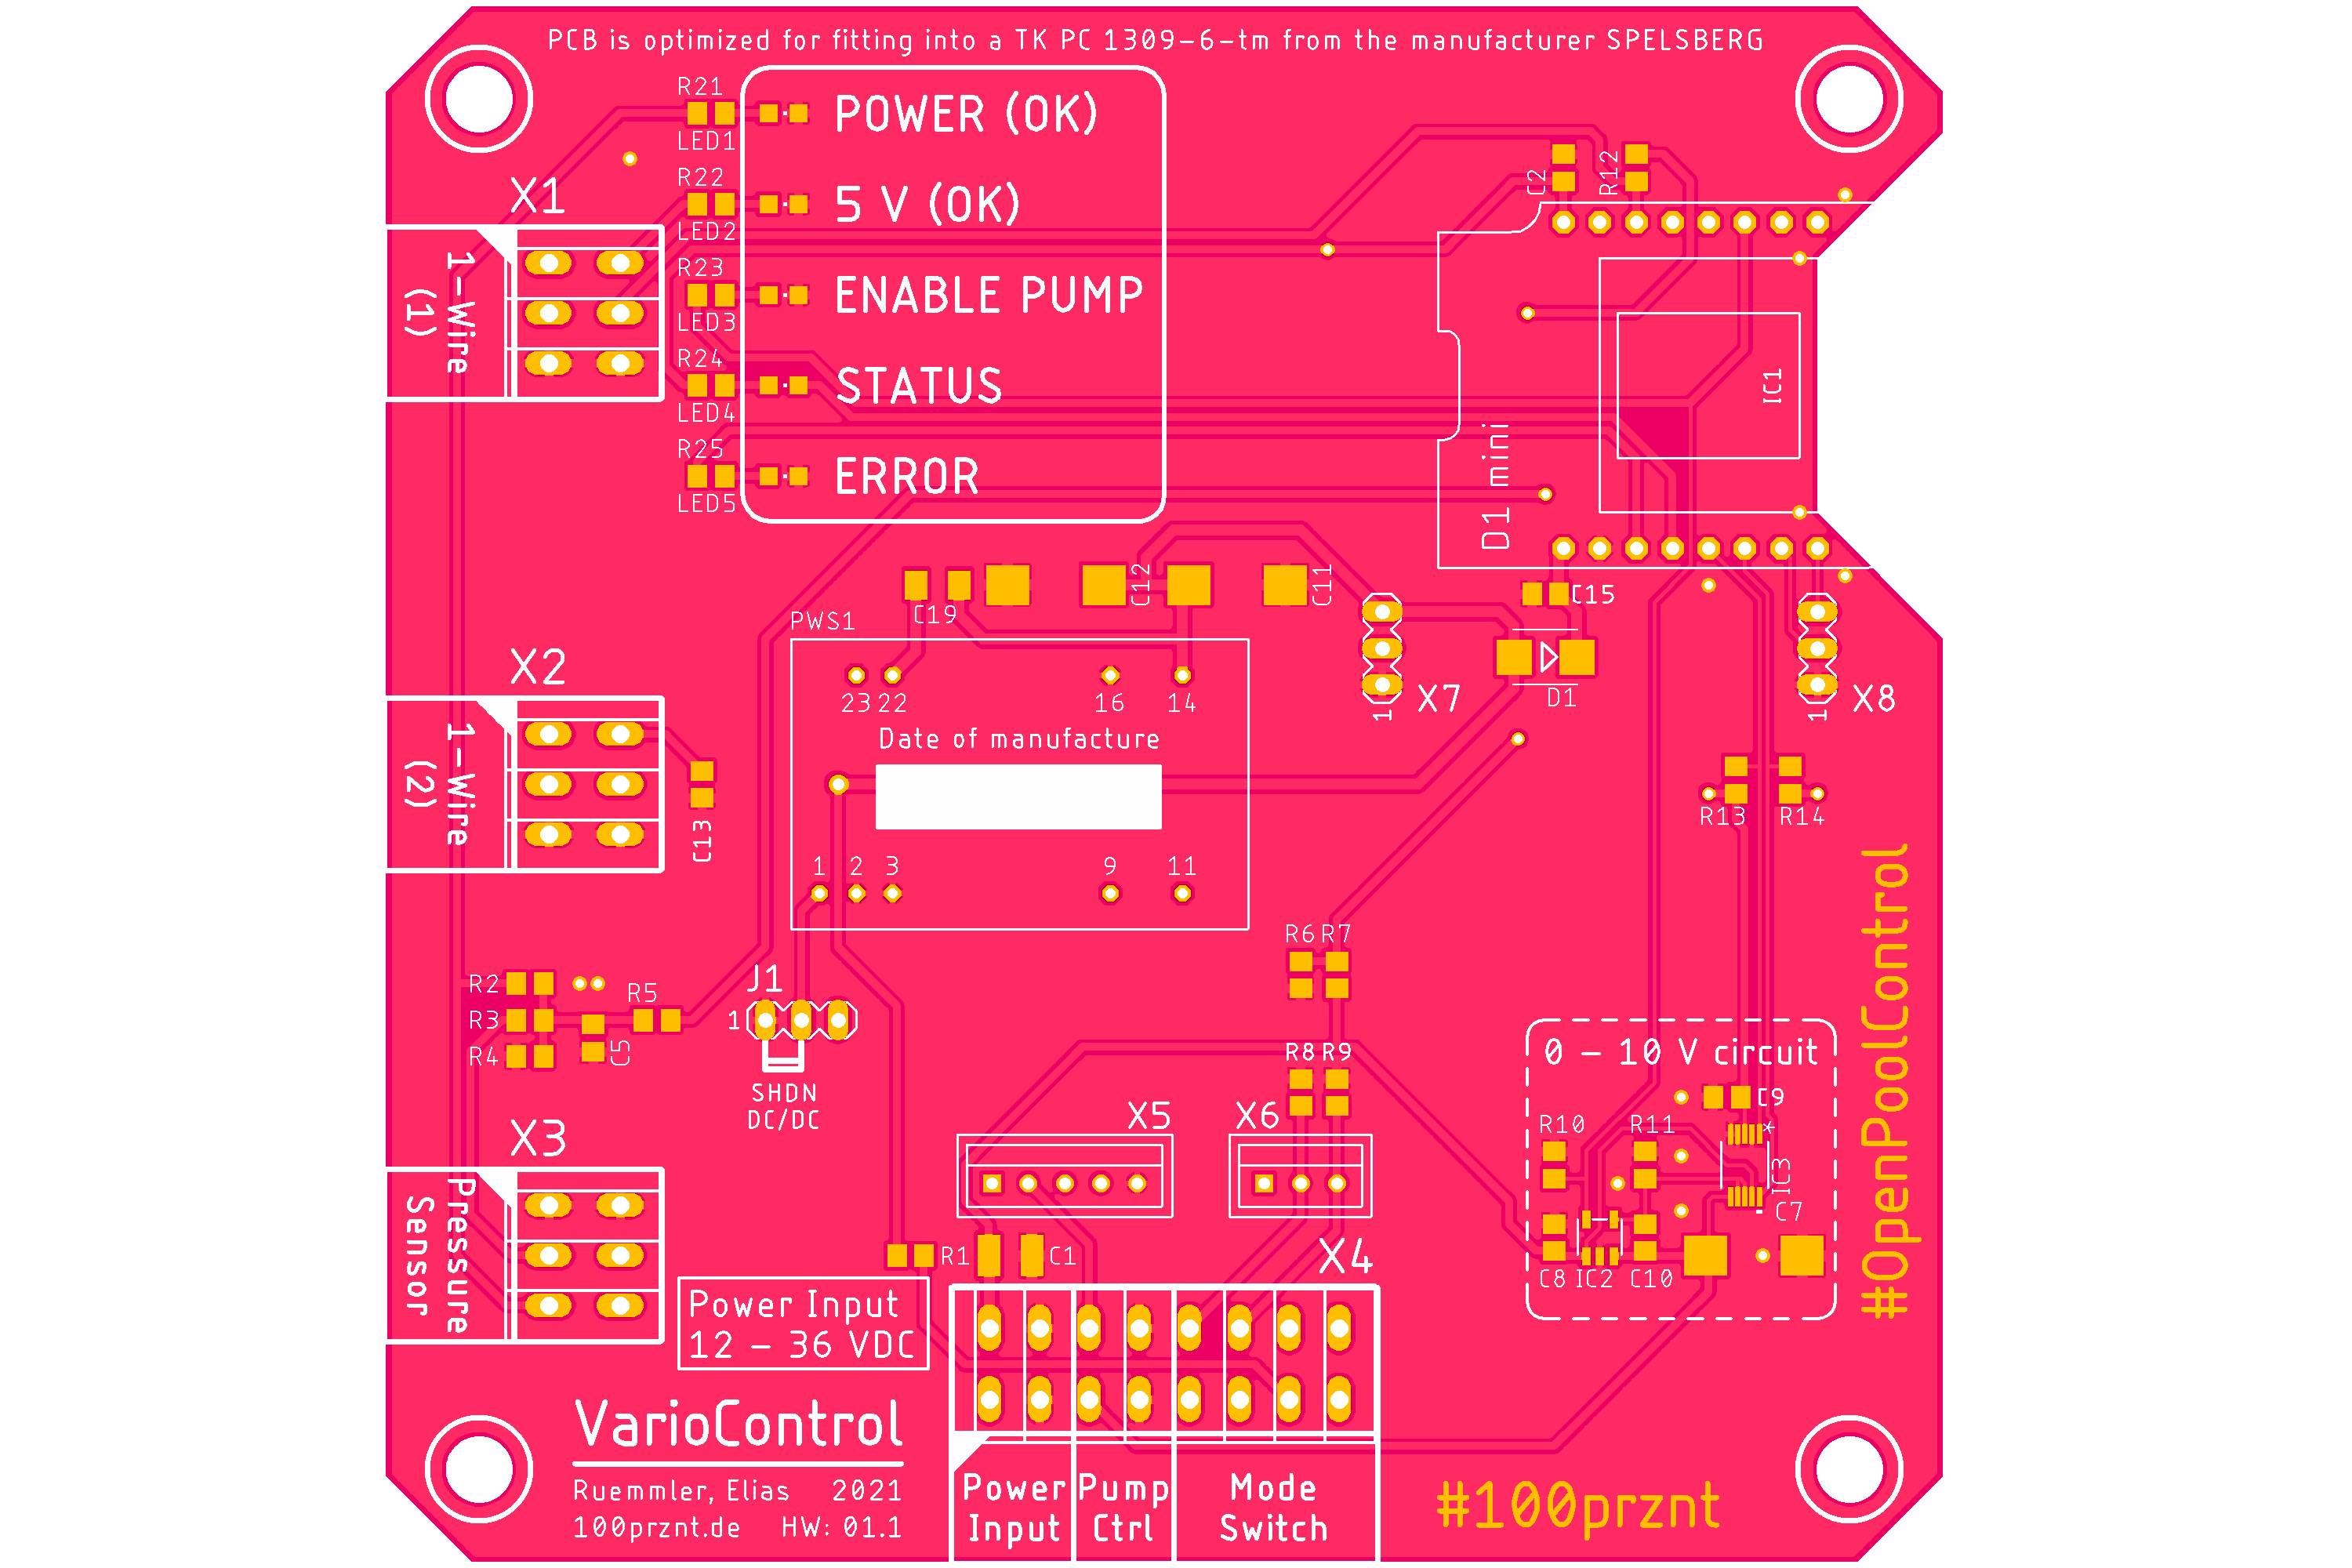 PCB is optimized for fitting into a TK PC 1309-6-tm from the manufacturer SPELSBERG
R21
LED1
POWER (OK)
R22
LED2
5 V (OK)
R23
LED3
ENABLE PUMP
R24
LED4
STATUS
R25
LED5
ERROR
X1
1-Wire
(1)
C2
R12
IC1
D1 mini
C19
C12
C11
C15
PWS1
23
22
16
14
Date of manufacture
1
2
3
9
11
X7
1
D1
X8
1
X2
1-Wire
(2)
C13
R13
R14
#OpenPoolControl
R6
R7
R2
R3
R4
R5
C5
J1
1
SHDN
DC/DC
R8
R9
0 - 10 V circuit
C9
R10
R11
*
IC3
C7
C8
IC2
C10
X3
Pressure
Sensor
X5
X6
R1
C1
X4
Power Input
12 - 36 VDC
VarioControl
Ruemmler, Elias 2021
100prznt.de HW: 01.1
Power
Input
Pump
Ctrl
Mode
Switch
#100prznt